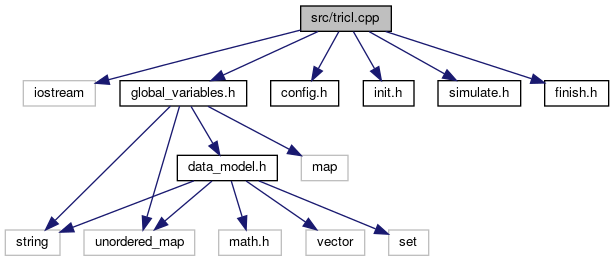 src/tricl.cpp
iostream
global_variables.h
config.h
init.h
simulate.h
finish.h
data_model.h
map
string
unordered_map
math.h
vector
set